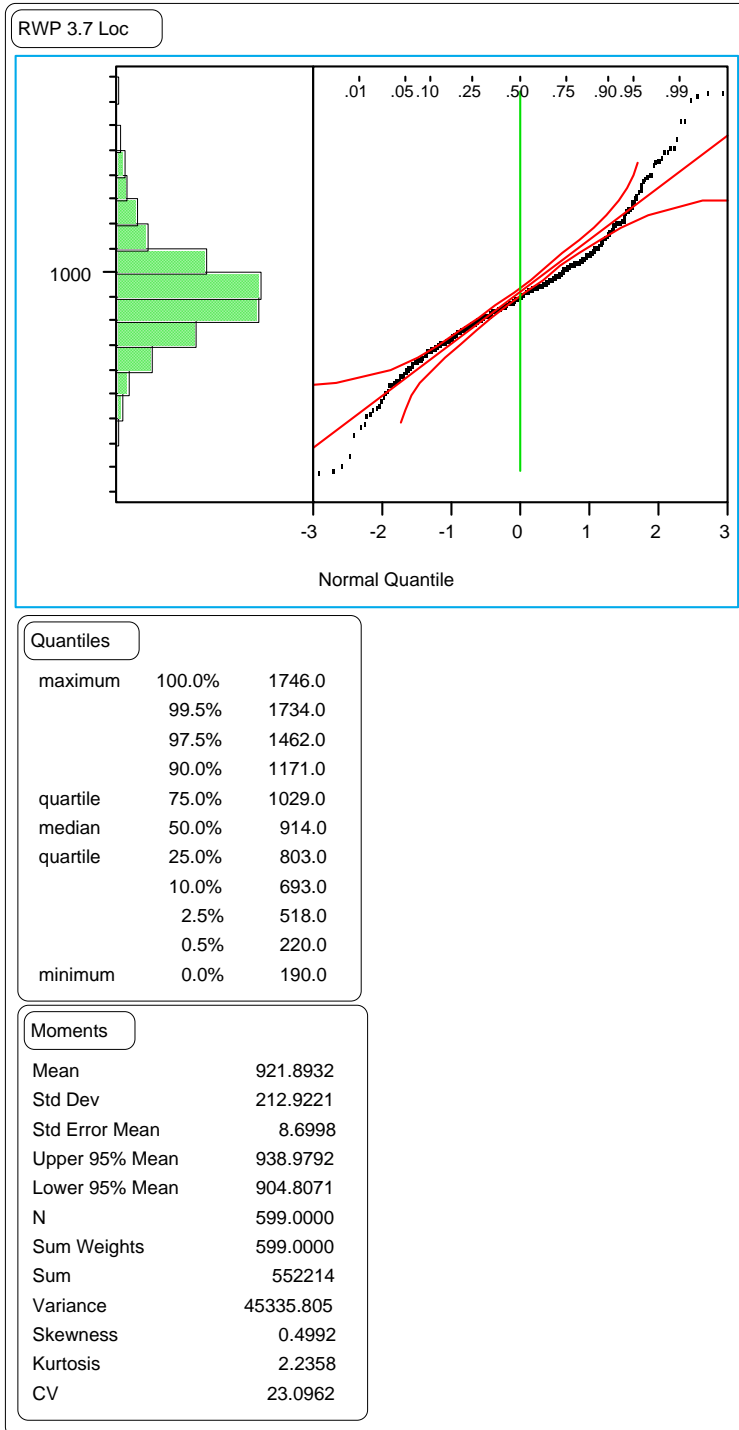 RWP 3.7 Loc
.01 .05 .10 .25 .50 .75 .90 .95 .99
1000
-3 -2 -1 0 1 2 3
Normal Quantile
Quantiles
maximum 100.0% 1746.0
99.5% 1734.0
97.5% 1462.0
90.0% 1171.0
quartile 75.0% 1029.0
median 50.0% 914.0
quartile 25.0% 803.0
10.0% 693.0
2.5% 518.0
0.5% 220.0
minimum 0.0% 190.0
Moments
Mean 921.8932
Std Dev 212.9221
Std Error Mean 8.6998
Upper 95% Mean 938.9792
Lower 95% Mean 904.8071
N 599.0000
Sum Weights 599.0000
Sum 552214
Variance 45335.805
Skewness 0.4992
Kurtosis 2.2358
CV 23.0962